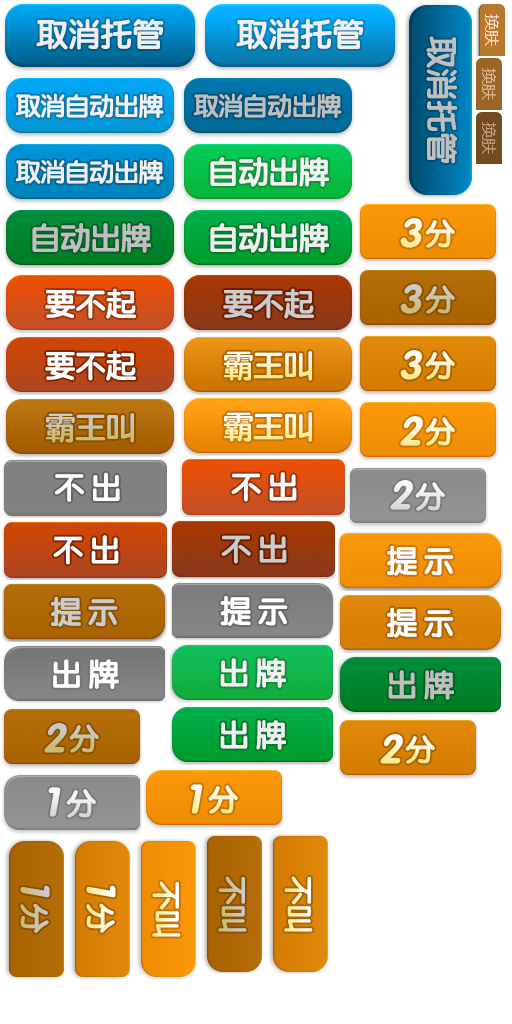 取消托管
取消托管
取消托管
换肤
换肤
换肤
取消自动出牌
取消自动出牌
取消自动出牌
自动出牌
自动出牌
自动出牌
3分
3分
要不起
要不起
要不起
霸王叫
3分
霸王叫
霸王叫
2分
不出
不出
2分
不出
不出
提示
提示
提示
提示
出牌
出牌
出牌
2分
出牌
2分
1分
1分
1分
1分
不叫
不叫
不叫